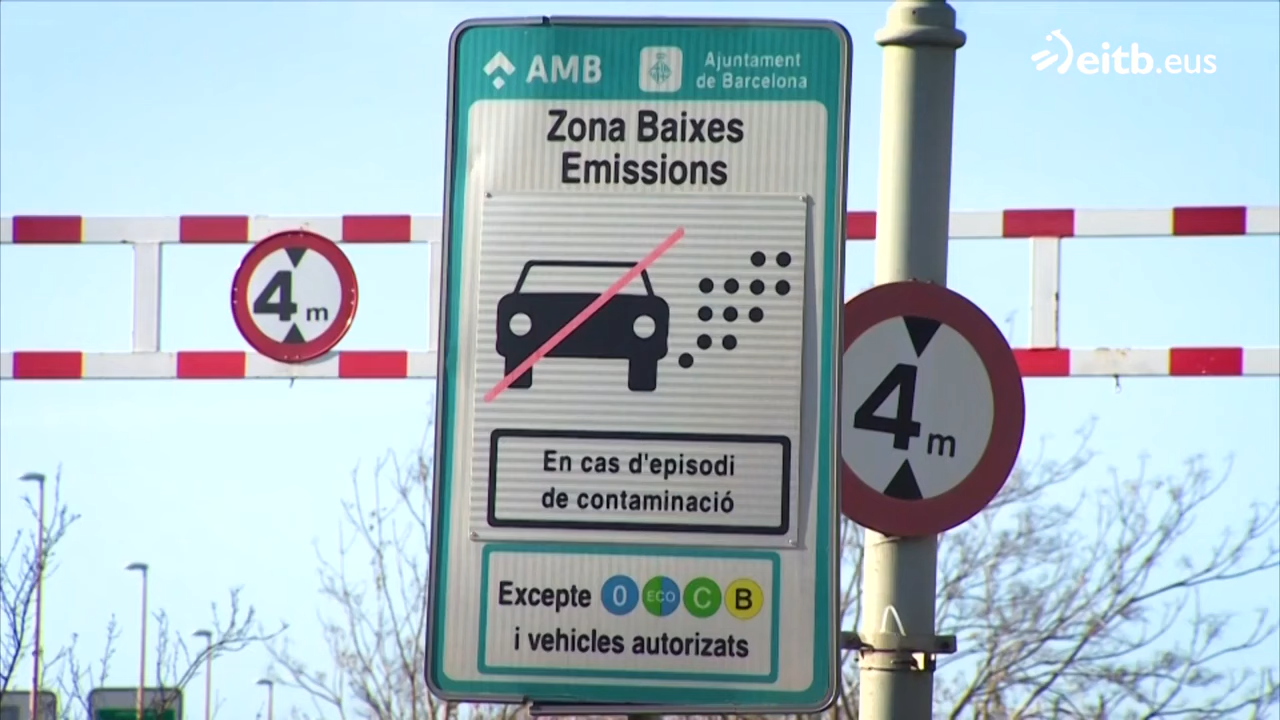 eitb.eus
AMB
Ajuntament
de Barcelona
Zona Baixes
Emissions
4 m
4 m
En cas d'episodi
de contaminació
Excepte 0 ECO C B
i vehicles autoritzats